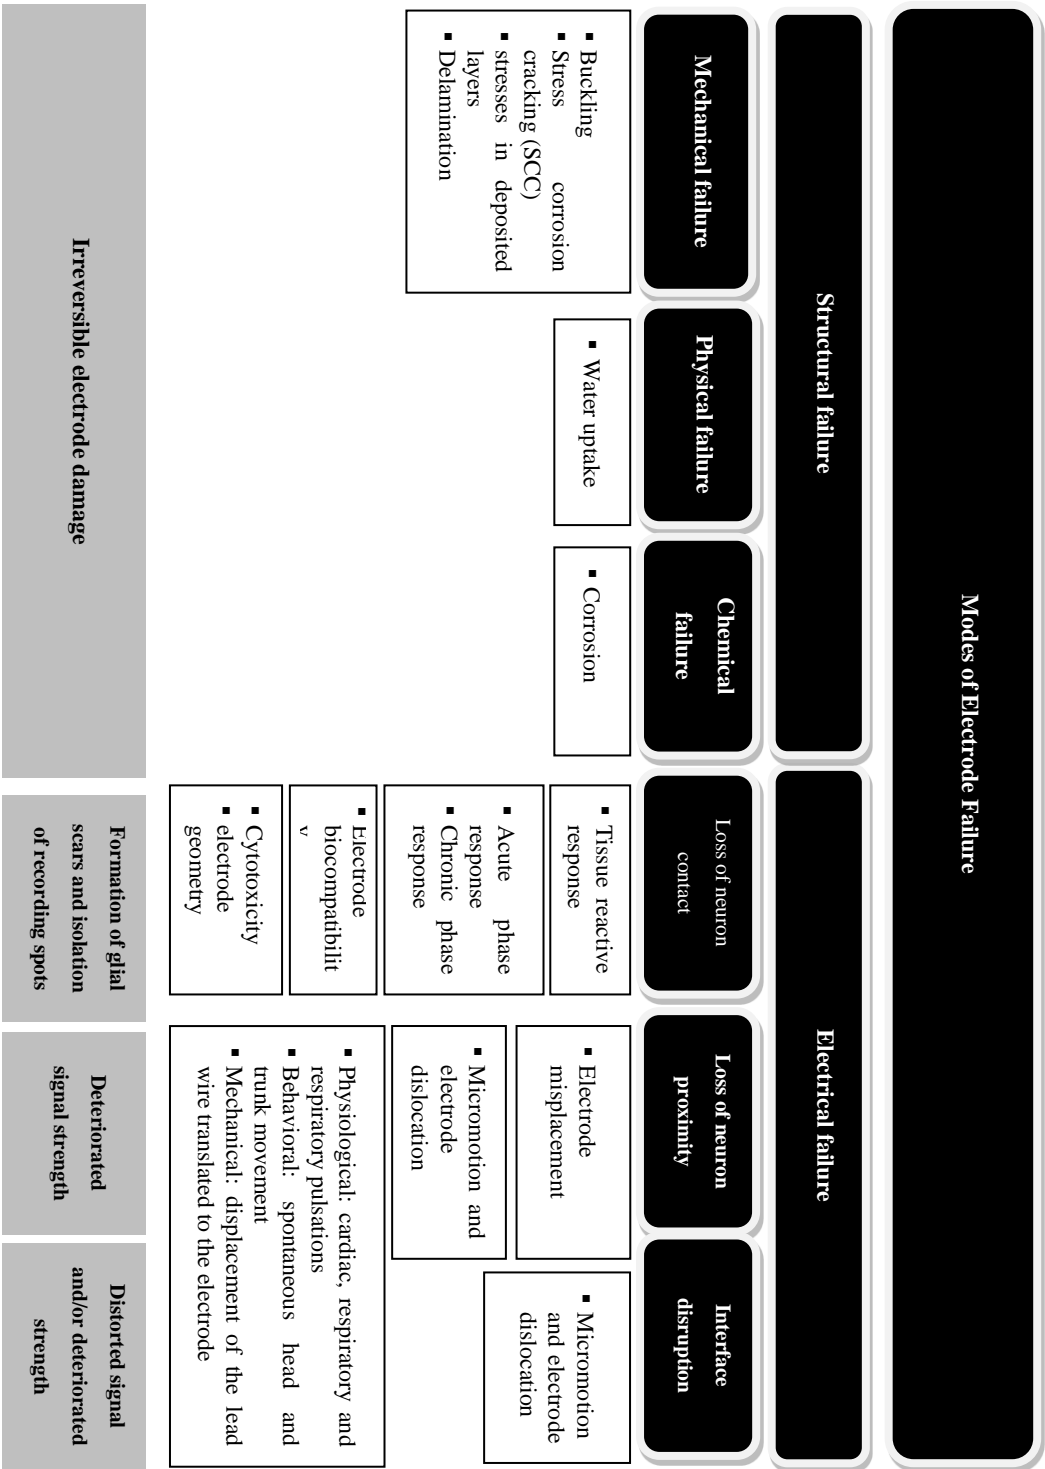 Modes of Electrode Failure
Structural failure
Electrical failure
Mechanical failure
Physical failure
Chemical
failure
Loss of neuron
contact
Loss of neuron
proximity
Interface
disruption
▪ Buckling
▪ Stress corrosion
cracking (SCC)
▪ stresses in deposited
layers
▪ Delamination
▪ Water uptake
▪ Corrosion
▪ Tissue reactive
response
▪ Acute phase
response
▪ Chronic phase
response
▪ Electrode
biocompatibilit
y
▪ Cytotoxicity
▪ electrode
geometry
▪ Electrode
misplacement
▪ Micromotion and
electrode
dislocation
▪ Micromotion
and electrode
dislocation
▪ Physiological: cardiac, respiratory and
respiratory pulsations
▪ Behavioral: spontaneous head and
trunk movement
▪ Mechanical: displacement of the lead
wire translated to the electrode
Irreversible electrode damage
Formation of glial
scars and isolation
of recording spots
Deteriorated
signal strength
Distorted signal
and/or deteriorated
strength